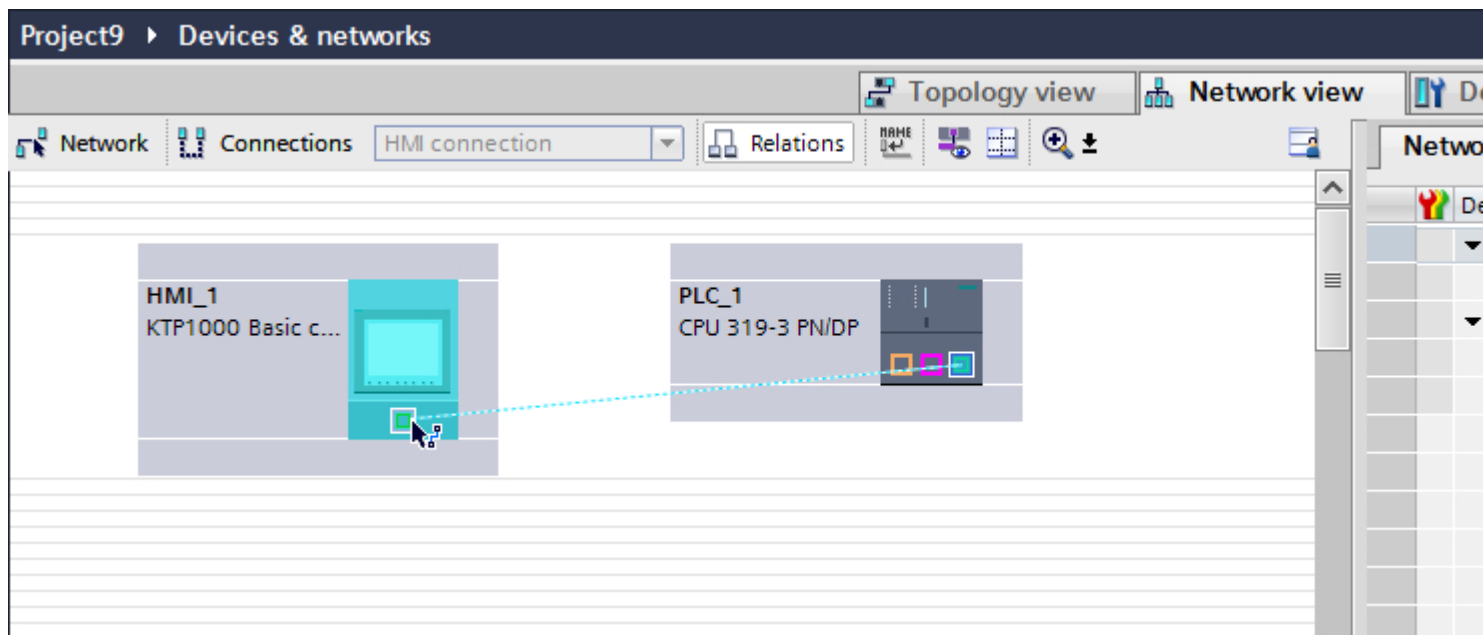 Project9 ▸ Devices & networks
Topology view Network view
Network Connections HMI connection Relations NAME
HMI_1
KTP1000 Basic c...
PLC_1
CPU 319-3 PN/DP